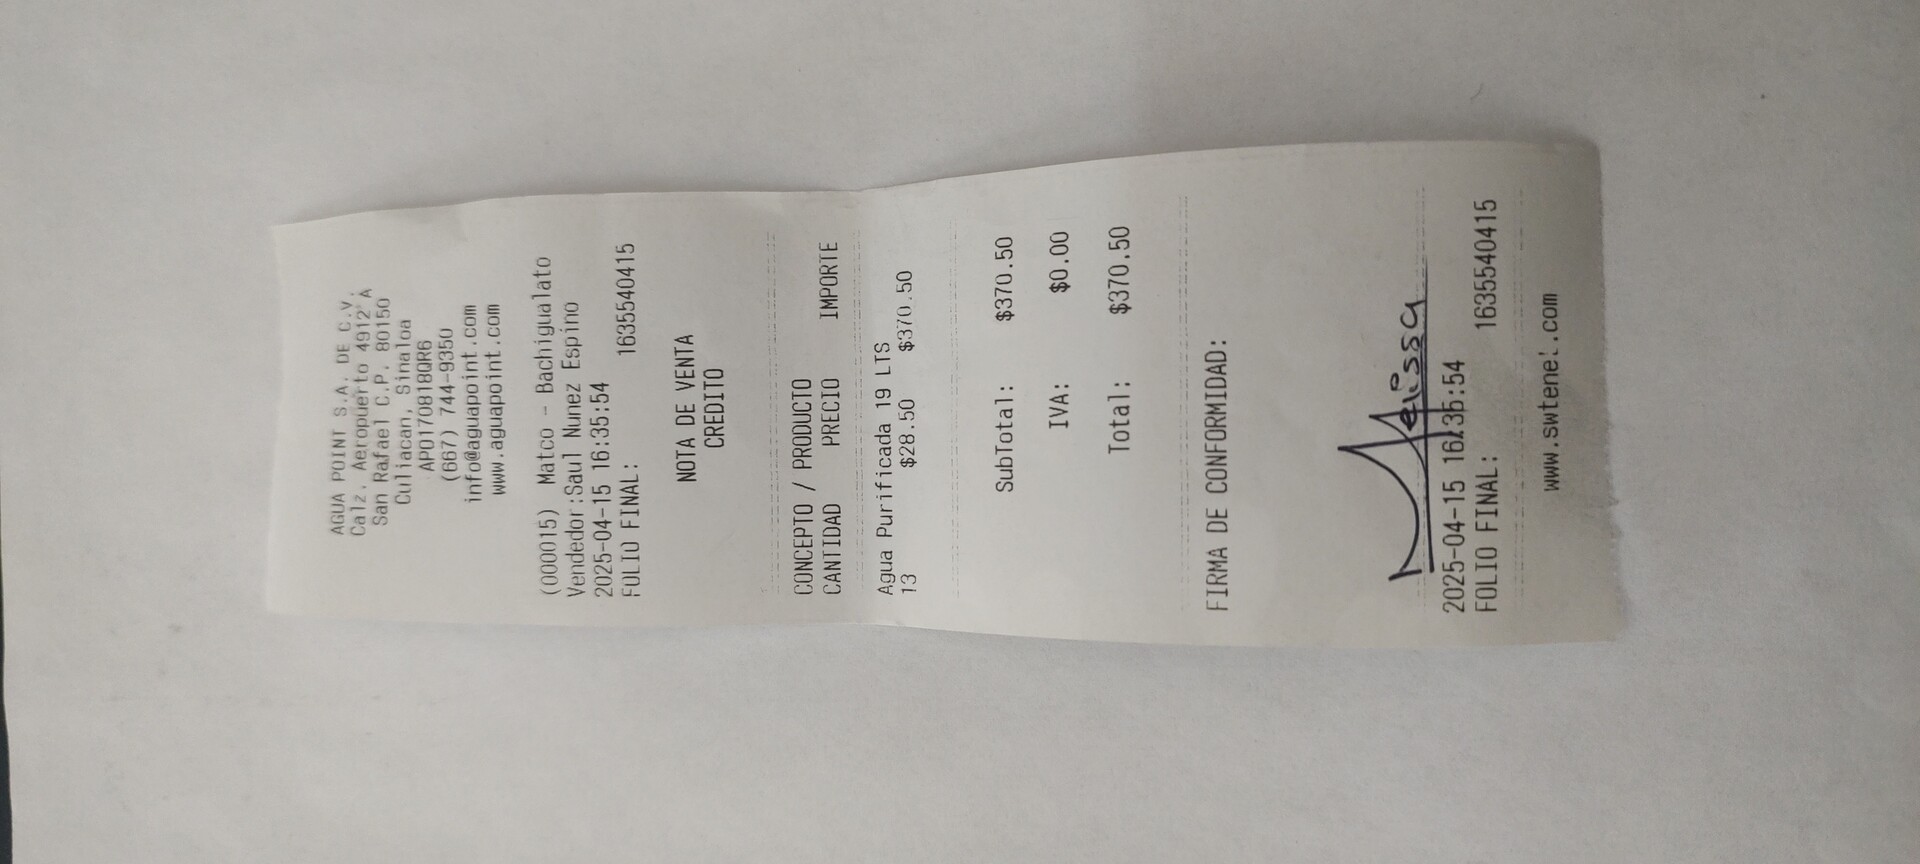 AGUA POINT S.A. DE C.V.
Calz. Aeropuerto 4912 A
San Rafael C.P. 80150
Culiacan, Sinaloa
APO170818QR6
(667) 744-9350
info@aguapoint.com
www.aguapoint.com
(000015) Matco - Bachigualato
Vendedor:Saul Nunez Espino
2025-04-15 16:35:54
FOLIO FINAL: 1635540415
NOTA DE VENTA
CREDITO
CONCEPTO / PRODUCTO
CANTIDAD PRECIO IMPORTE
Agua Purificada 19 LTS
13 $28.50 $370.50
SubTotal: $370.50
IVA: $0.00
Total: $370.50
FIRMA DE CONFORMIDAD:
Melissa
2025-04-15 16:35:54
FOLIO FINAL: 1635540415
www.swtenel.com